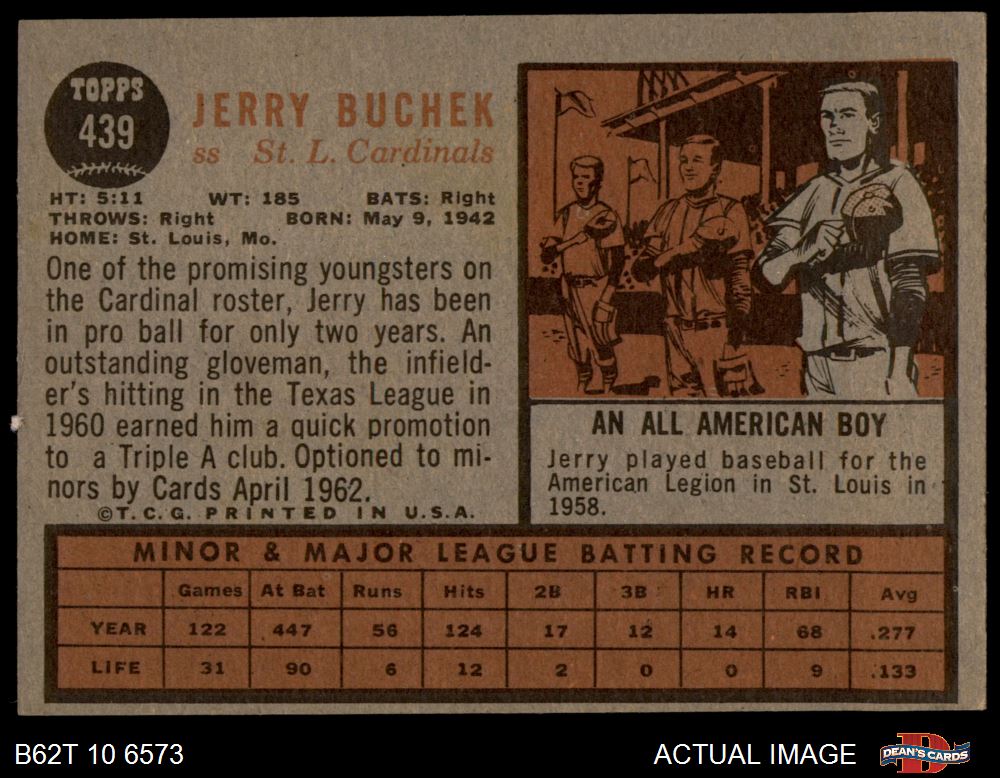 TOPPS
439
JERRY BUCHEK
ss St. L. Cardinals
HT: 5:11 WT: 185 BATS: Right
THROWS: Right BORN: May 9, 1942
HOME: St. Louis, Mo.
One of the promising youngsters on
the Cardinal roster, Jerry has been
in pro ball for only two years. An
outstanding gloveman, the infield-
er's hitting in the Texas League in
1960 earned him a quick promotion
to a Triple A club. Optioned to mi-
nors by Cards April 1962.
©T.C.G. PRINTED IN U.S.A.
AN ALL AMERICAN BOY
Jerry played baseball for the
American Legion in St. Louis in
1958.
MINOR & MAJOR LEAGUE BATTING RECORD
Games At Bat Runs Hits 2B 3B HR RBI Avg
YEAR 122 447 56 124 17 12 14 68 .277
LIFE 31 90 6 12 2 0 0 9 .133
B62T 10 6573
ACTUAL IMAGE
D
DEAN'S CARDS